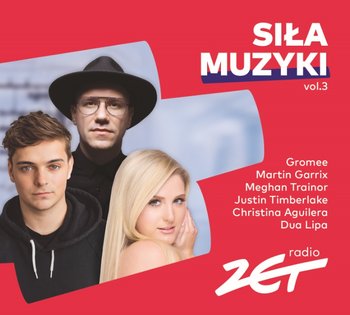 SIŁA
MUZYKI
vol.3
Gromee
Martin Garrix
Meghan Trainor
Justin Timberlake
Christina Aguilera
Dua Lipa
radio
ZET